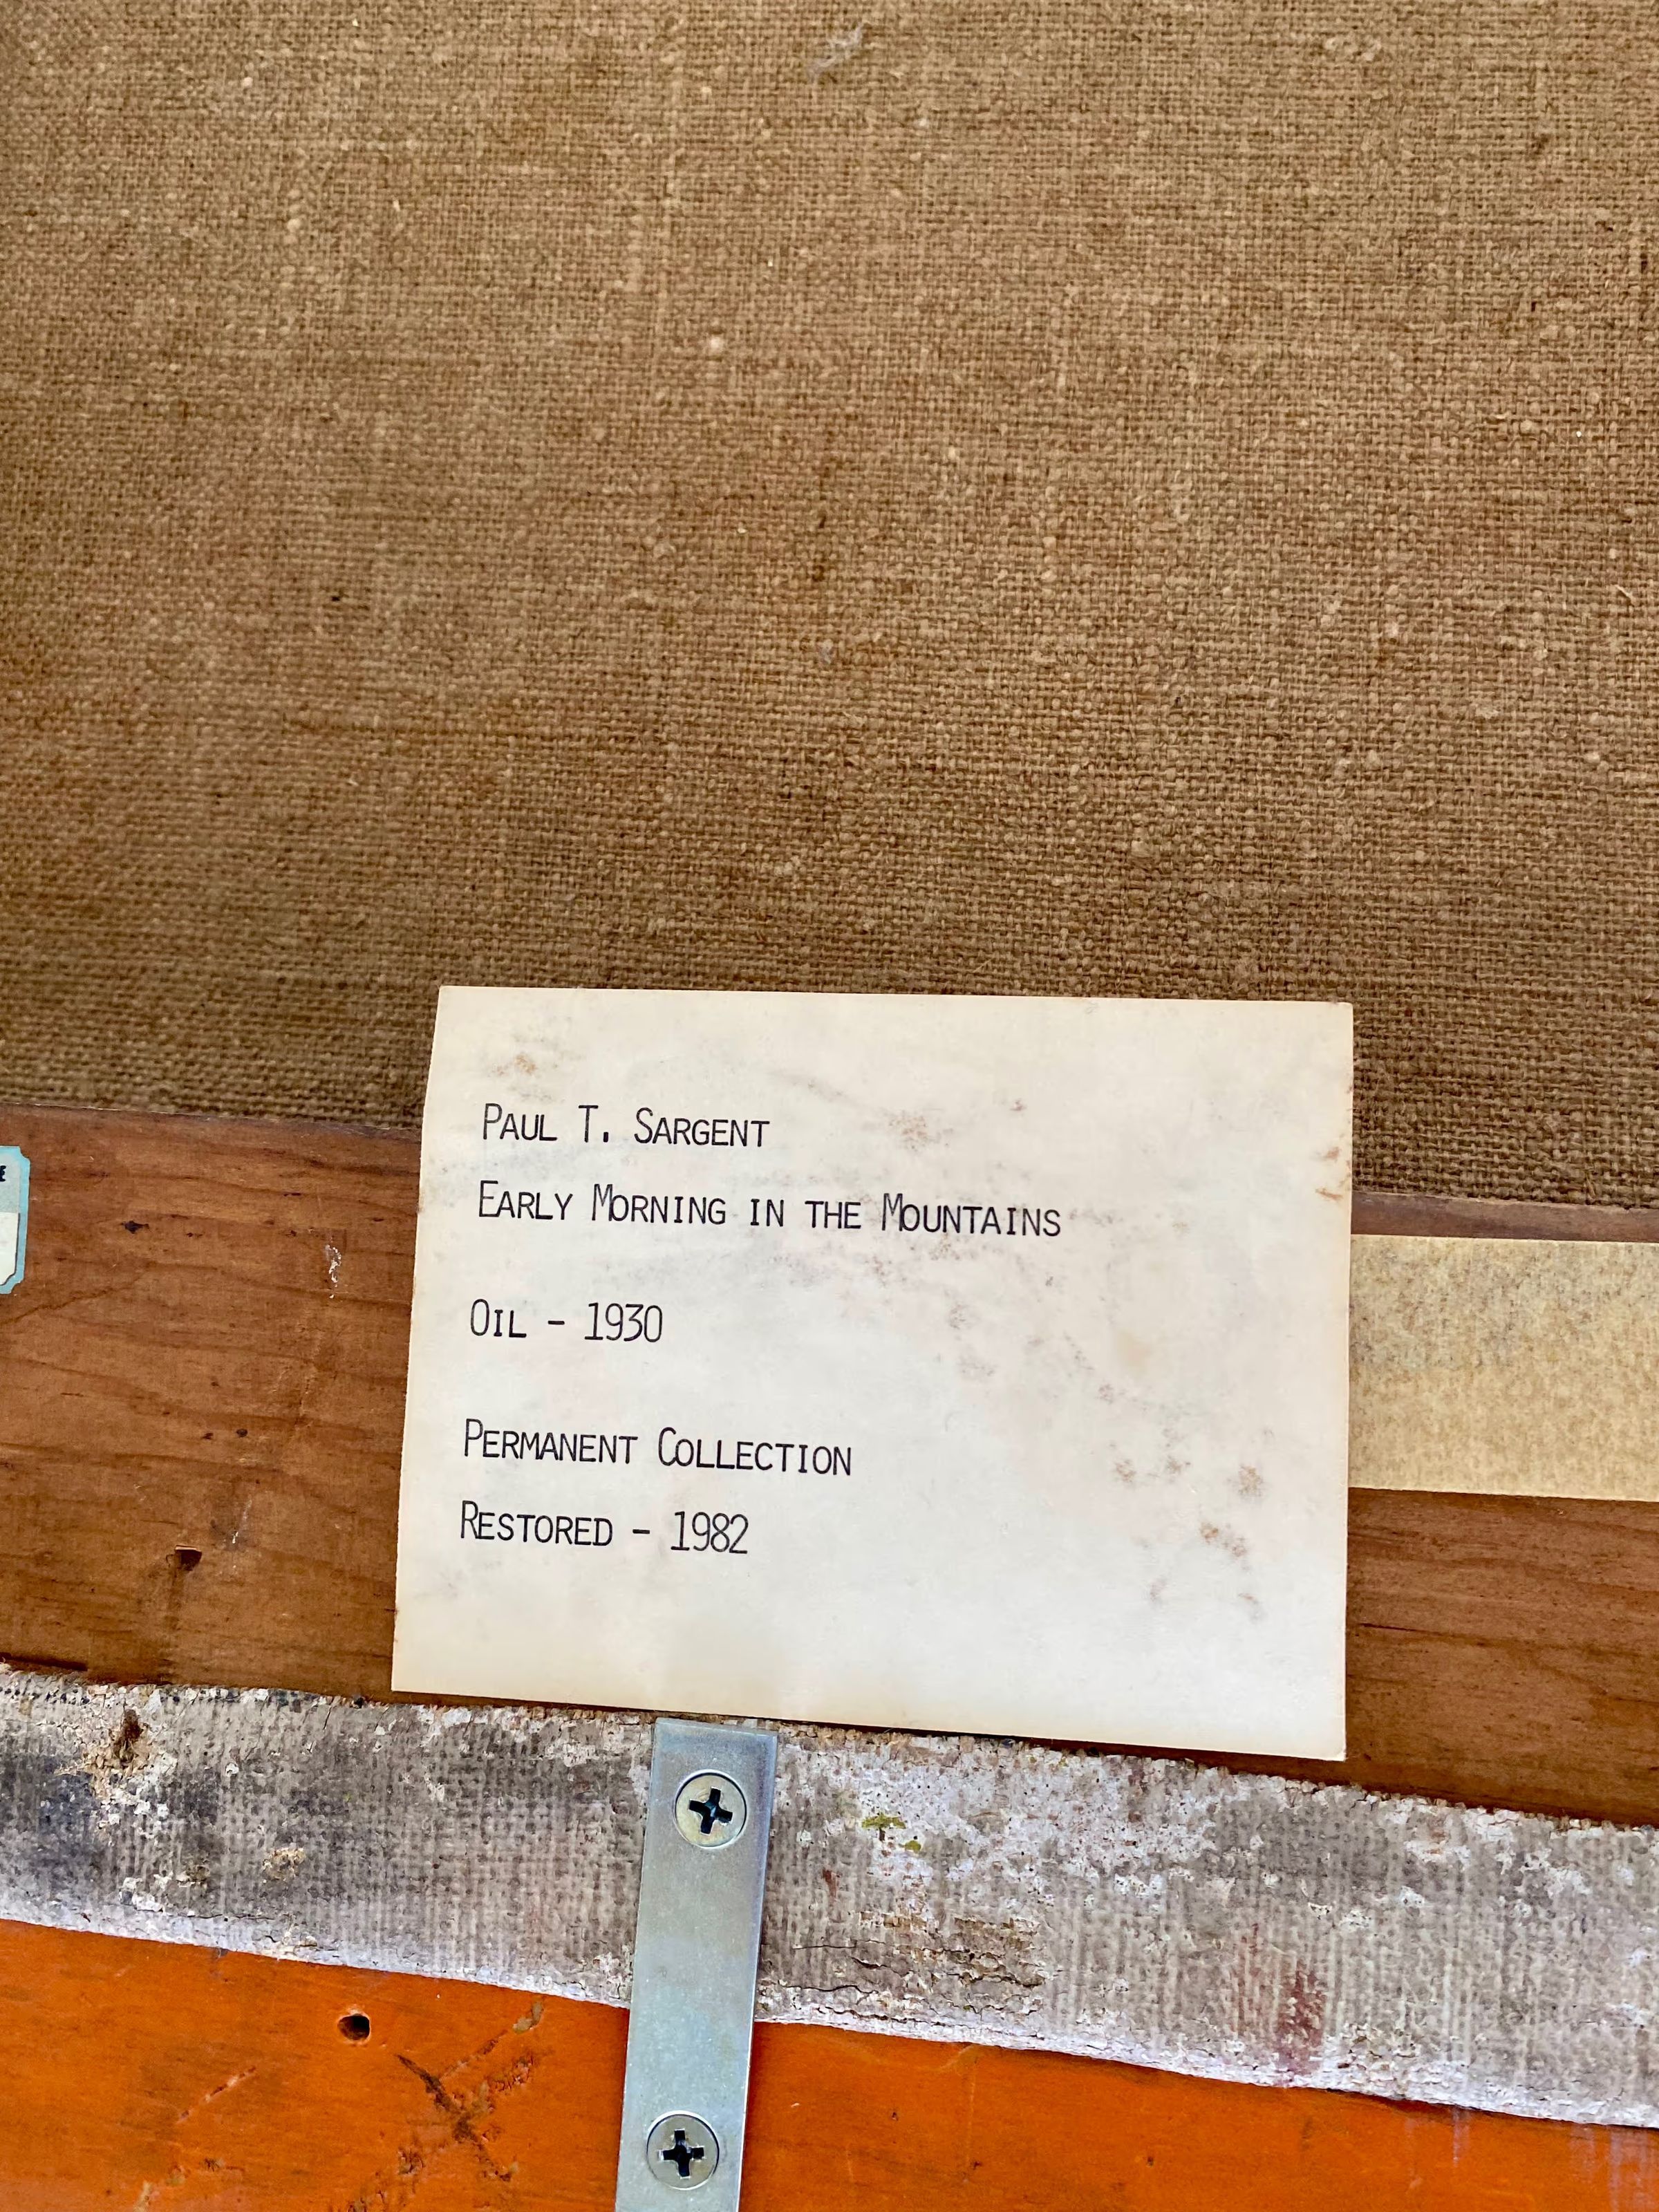 Paul T. Sargent
Early Morning in the Mountains
Oil - 1930
Permanent Collection
Restored - 1982